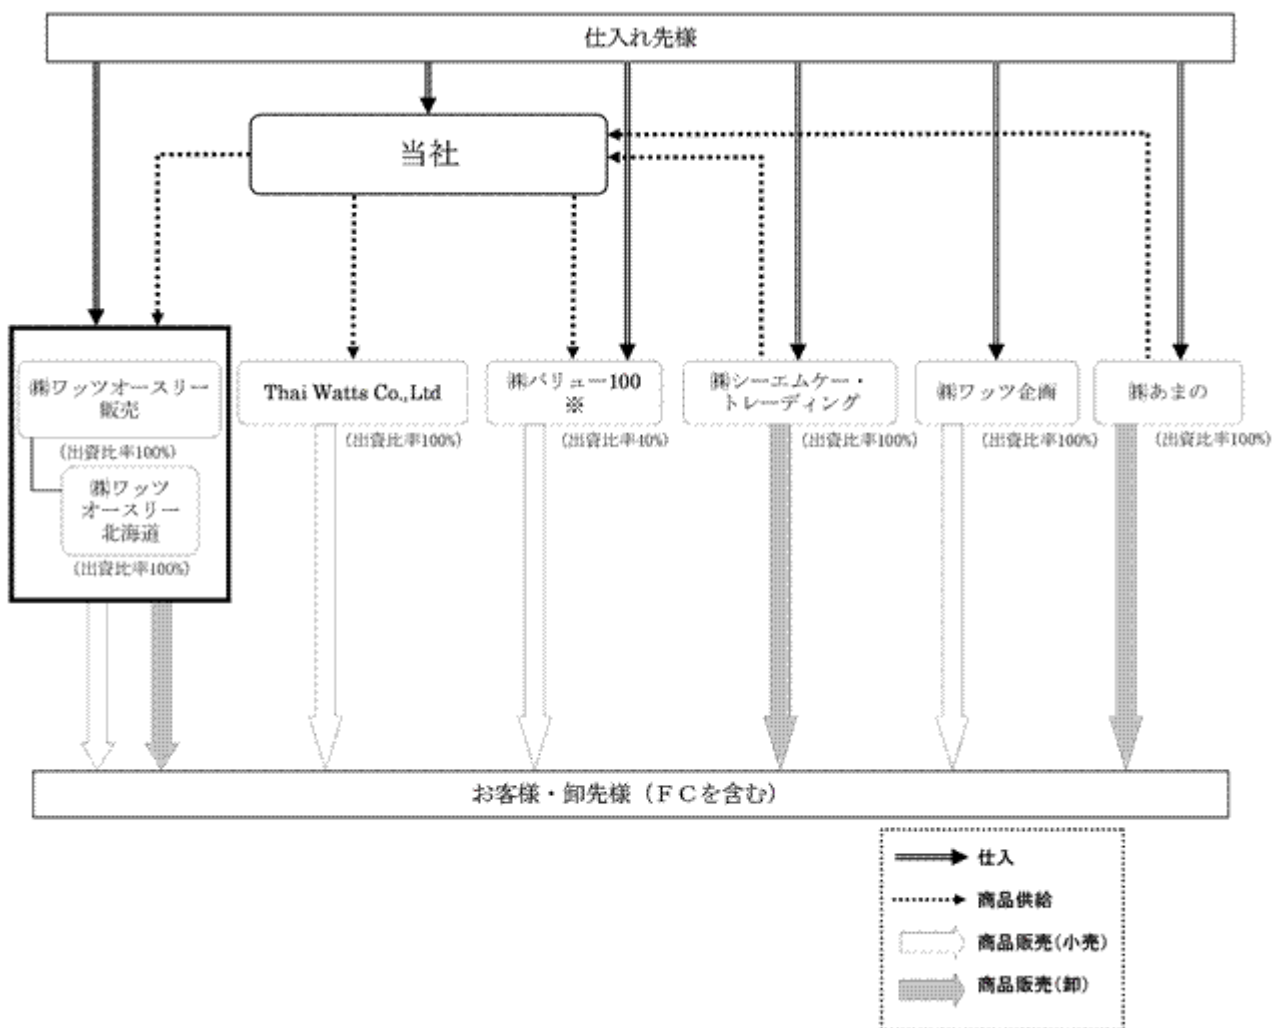 仕入れ先様
当社
㈱ワッツオースリー
販売
(出資比率100%)
㈱ワッツ
オースリー
北海道
(出資比率100%)
Thai Watts Co.,Ltd
(出資比率100%)
㈱バリュー100
※
(出資比率40%)
㈱シーエムケー・
トレーディング
(出資比率100%)
㈱ワッツ企画
(出資比率100%)
㈱あまの
(出資比率100%)
お客様・卸先様（ＦＣを含む）
仕入
商品供給
商品販売(小売)
商品販売(卸)